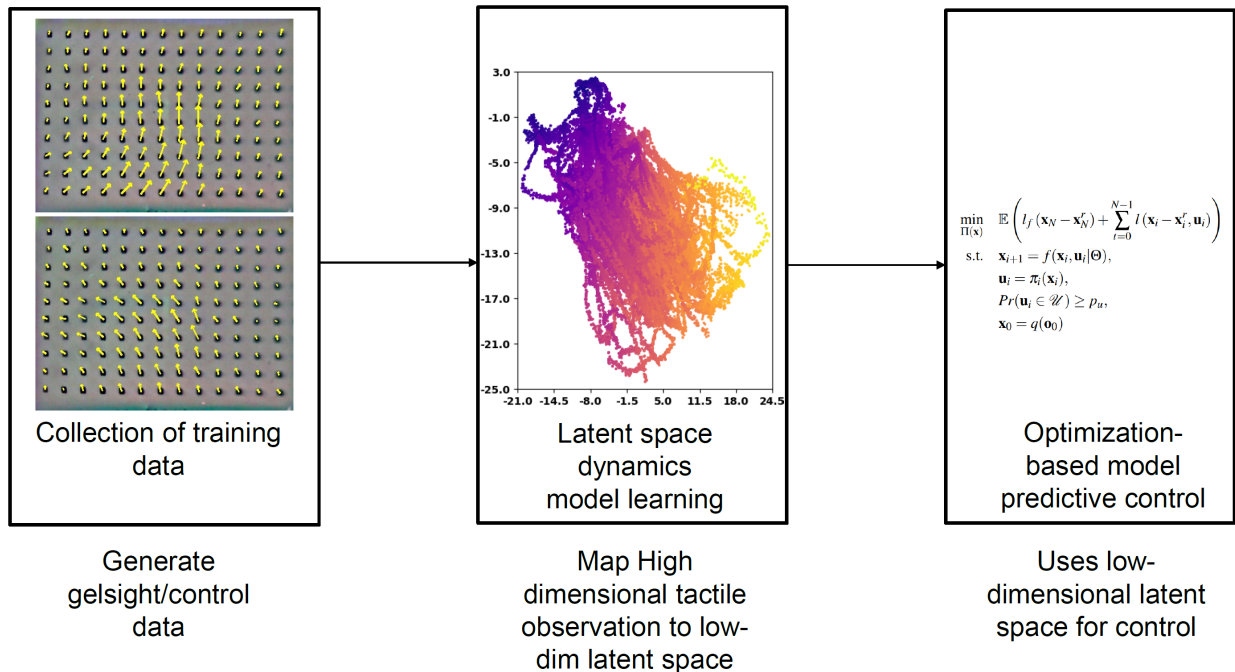 Collection of training
data
Generate
gelsight/control
data
3.0
-1.0
-5.0
-9.0
-13.0
-17.0
-21.0
-25.0
-21.0 -14.5 -8.0 -1.5 5.0 11.5 18.0 24.5
Latent space
dynamics
model learning
Map High
dimensional tactile
observation to low-
dim latent space
min_{Π(𝐱)} 𝔼 ( l_f (𝐱_N − 𝐱_N^r) + ∑_{t=0}^{N−1} l (𝐱_i − 𝐱_i^r, 𝐮_i) )
s.t. 𝐱_{i+1} = f(𝐱_i, 𝐮_i|Θ),
𝐮_i = π_i(𝐱_i),
Pr(𝐮_i ∈ 𝒰) ≥ p_u,
𝐱_0 = q(𝐨_0)
Optimization-
based model
predictive control
Uses low-
dimensional latent
space for control